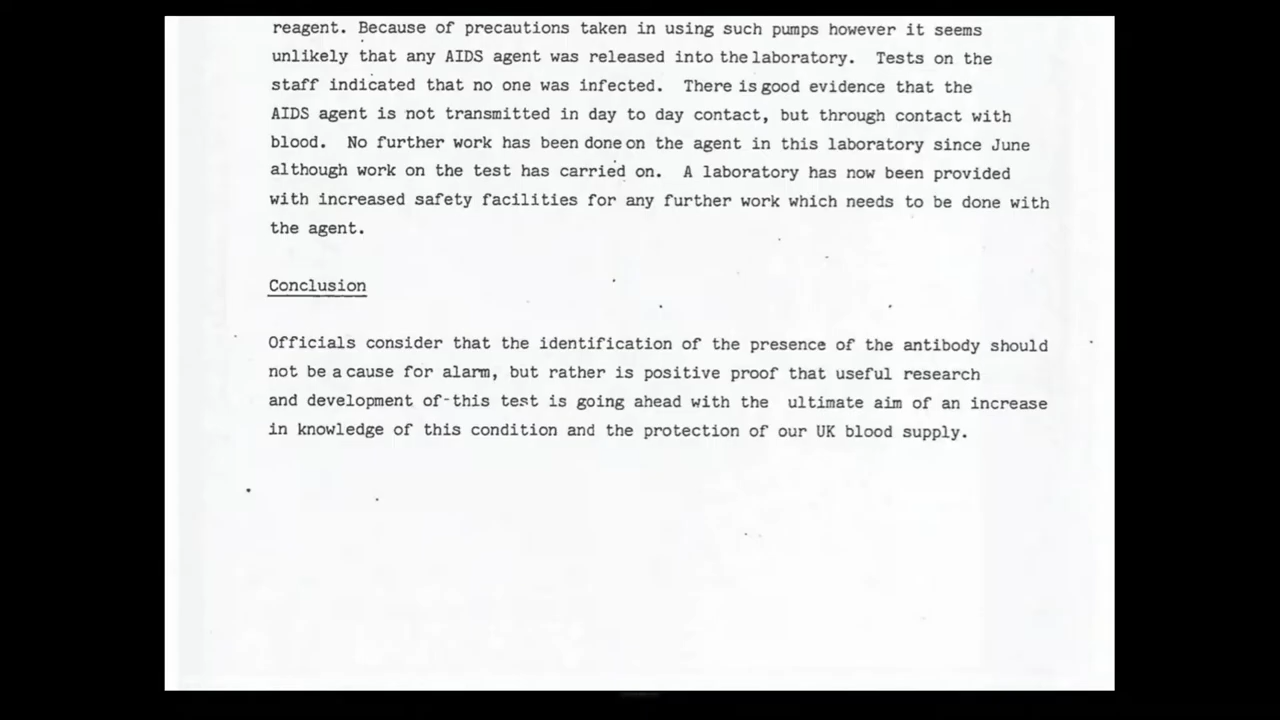 reagent. Because of precautions taken in using such pumps however it seems
unlikely that any AIDS agent was released into the laboratory. Tests on the
staff indicated that no one was infected. There is good evidence that the
AIDS agent is not transmitted in day to day contact, but through contact with
blood. No further work has been done on the agent in this laboratory since June
although work on the test has carried on. A laboratory has now been provided
with increased safety facilities for any further work which needs to be done with
the agent.
Conclusion
Officials consider that the identification of the presence of the antibody should
not be a cause for alarm, but rather is positive proof that useful research
and development of this test is going ahead with the ultimate aim of an increase
in knowledge of this condition and the protection of our UK blood supply.